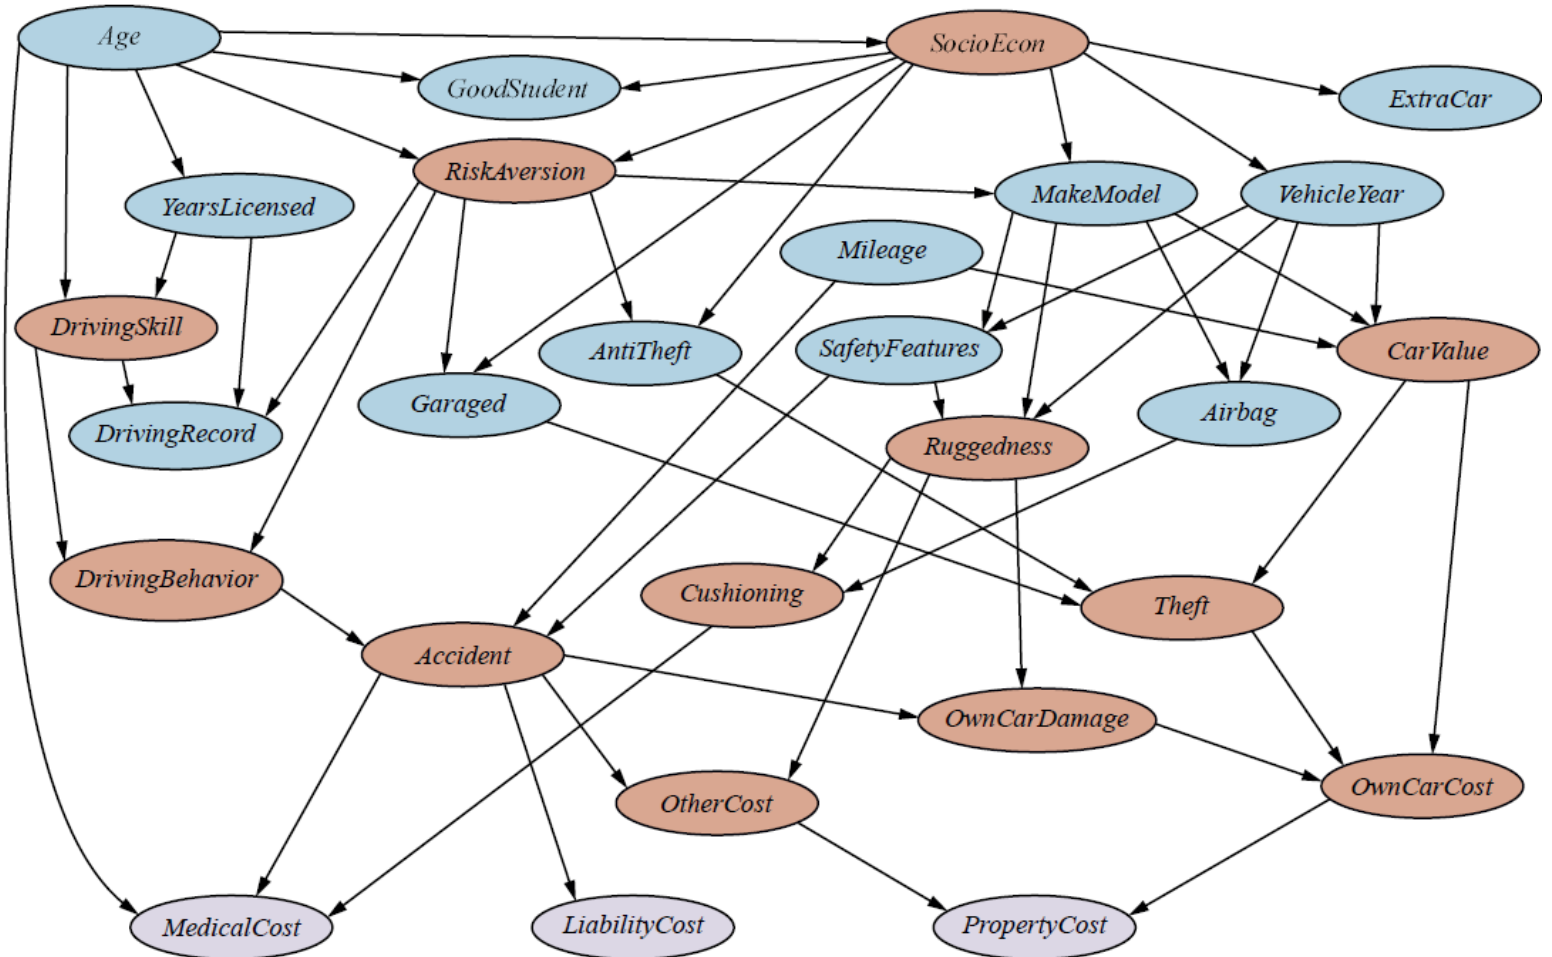 Age
SocioEcon
GoodStudent
ExtraCar
RiskAversion
MakeModel
VehicleYear
YearsLicensed
Mileage
DrivingSkill
AntiTheft
SafetyFeatures
CarValue
Garaged
Airbag
DrivingRecord
Ruggedness
DrivingBehavior
Cushioning
Theft
Accident
OwnCarDamage
OtherCost
OwnCarCost
MedicalCost
LiabilityCost
PropertyCost